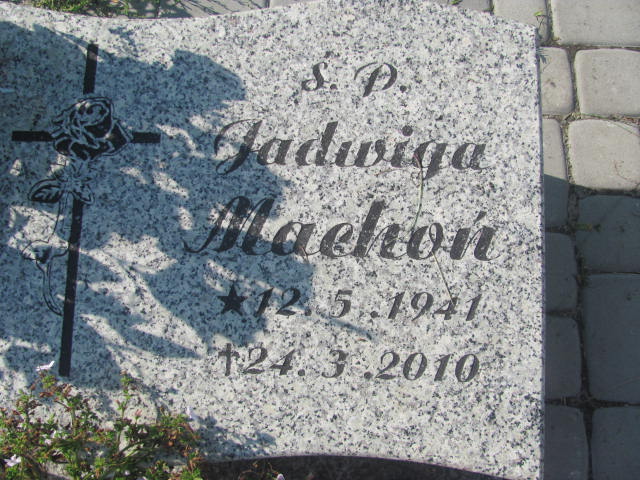 Ś. P.
Jadwiga
Machoń
★12.5.1941
†24.3.2010